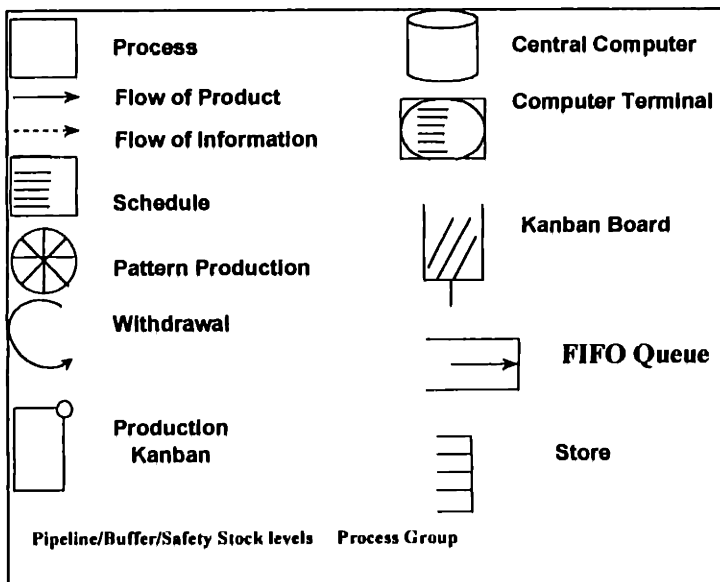 Process
Flow of Product
Flow of Information
Schedule
Pattern Production
Withdrawal
Production
Kanban
Central Computer
Computer Terminal
Kanban Board
FIFO Queue
Store
Pipeline/Buffer/Safety Stock levels Process Group